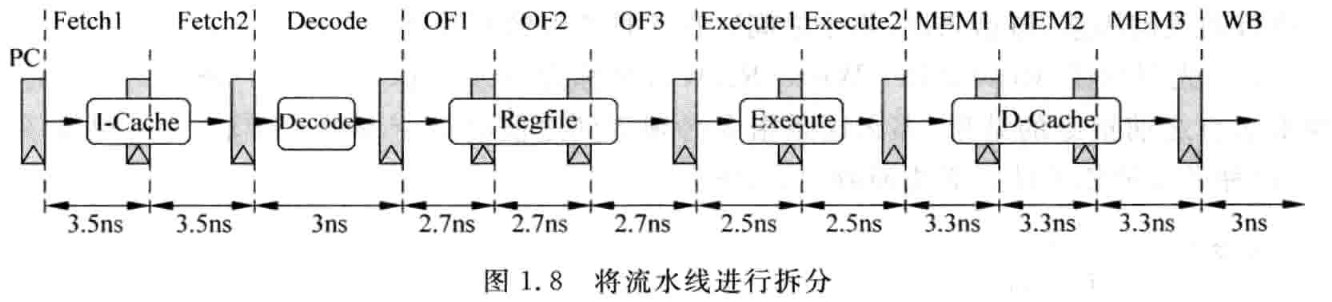 Fetch1 Fetch2 Decode OF1 OF2 OF3 Execute1 Execute2 MEM1 MEM2 MEM3 WB
PC
I-Cache Decode Regfile Execute D-Cache
3.5ns 3.5ns 3ns 2.7ns 2.7ns 2.7ns 2.5ns 2.5ns 3.3ns 3.3ns 3.3ns 3ns
图 1.8 将流水线进行拆分